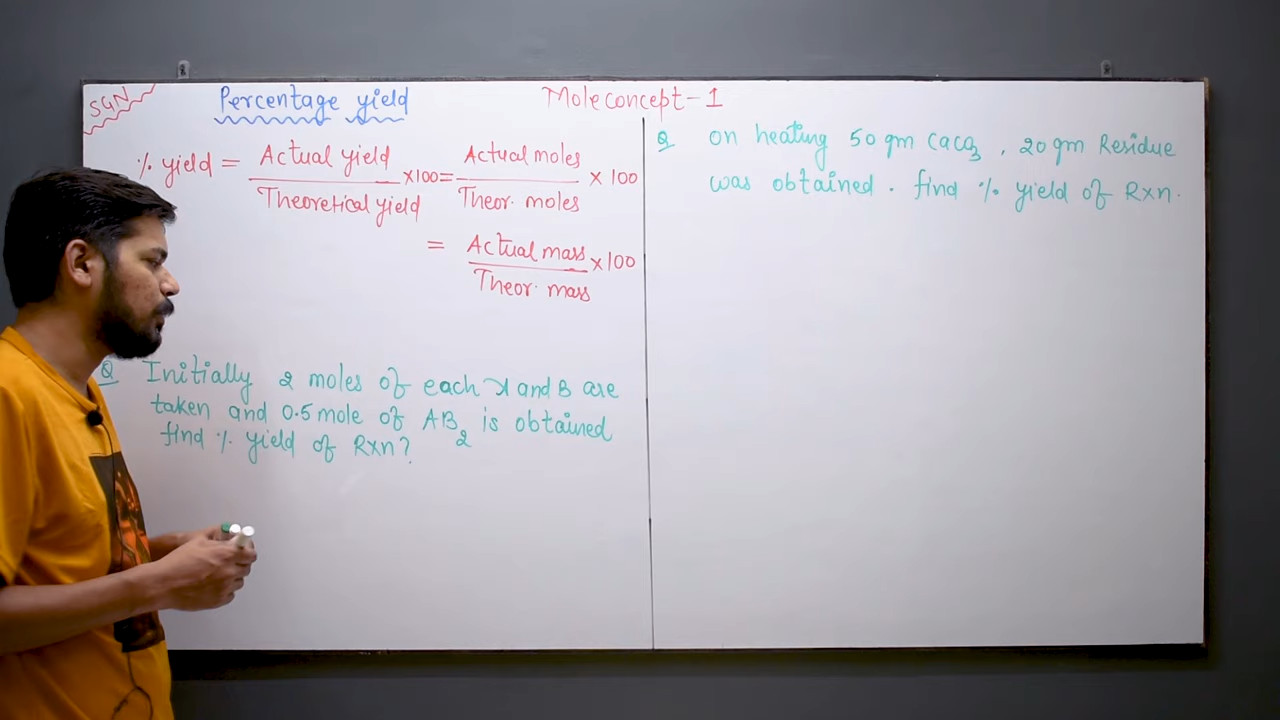 SGN
Percentage yield
Mole concept-1
% yield = Actual yield / Theoretical yield ×100 = Actual moles / Theor. moles × 100
= Actual mass / Theor. mass ×100
Q Initially 2 moles of each A and B are
taken and 0.5 mole of AB₂ is obtained
find % yield of Rxn?
Q on heating 50 gm CaCO₃ , 20 gm Residue
was obtained. find % yield of Rxn.